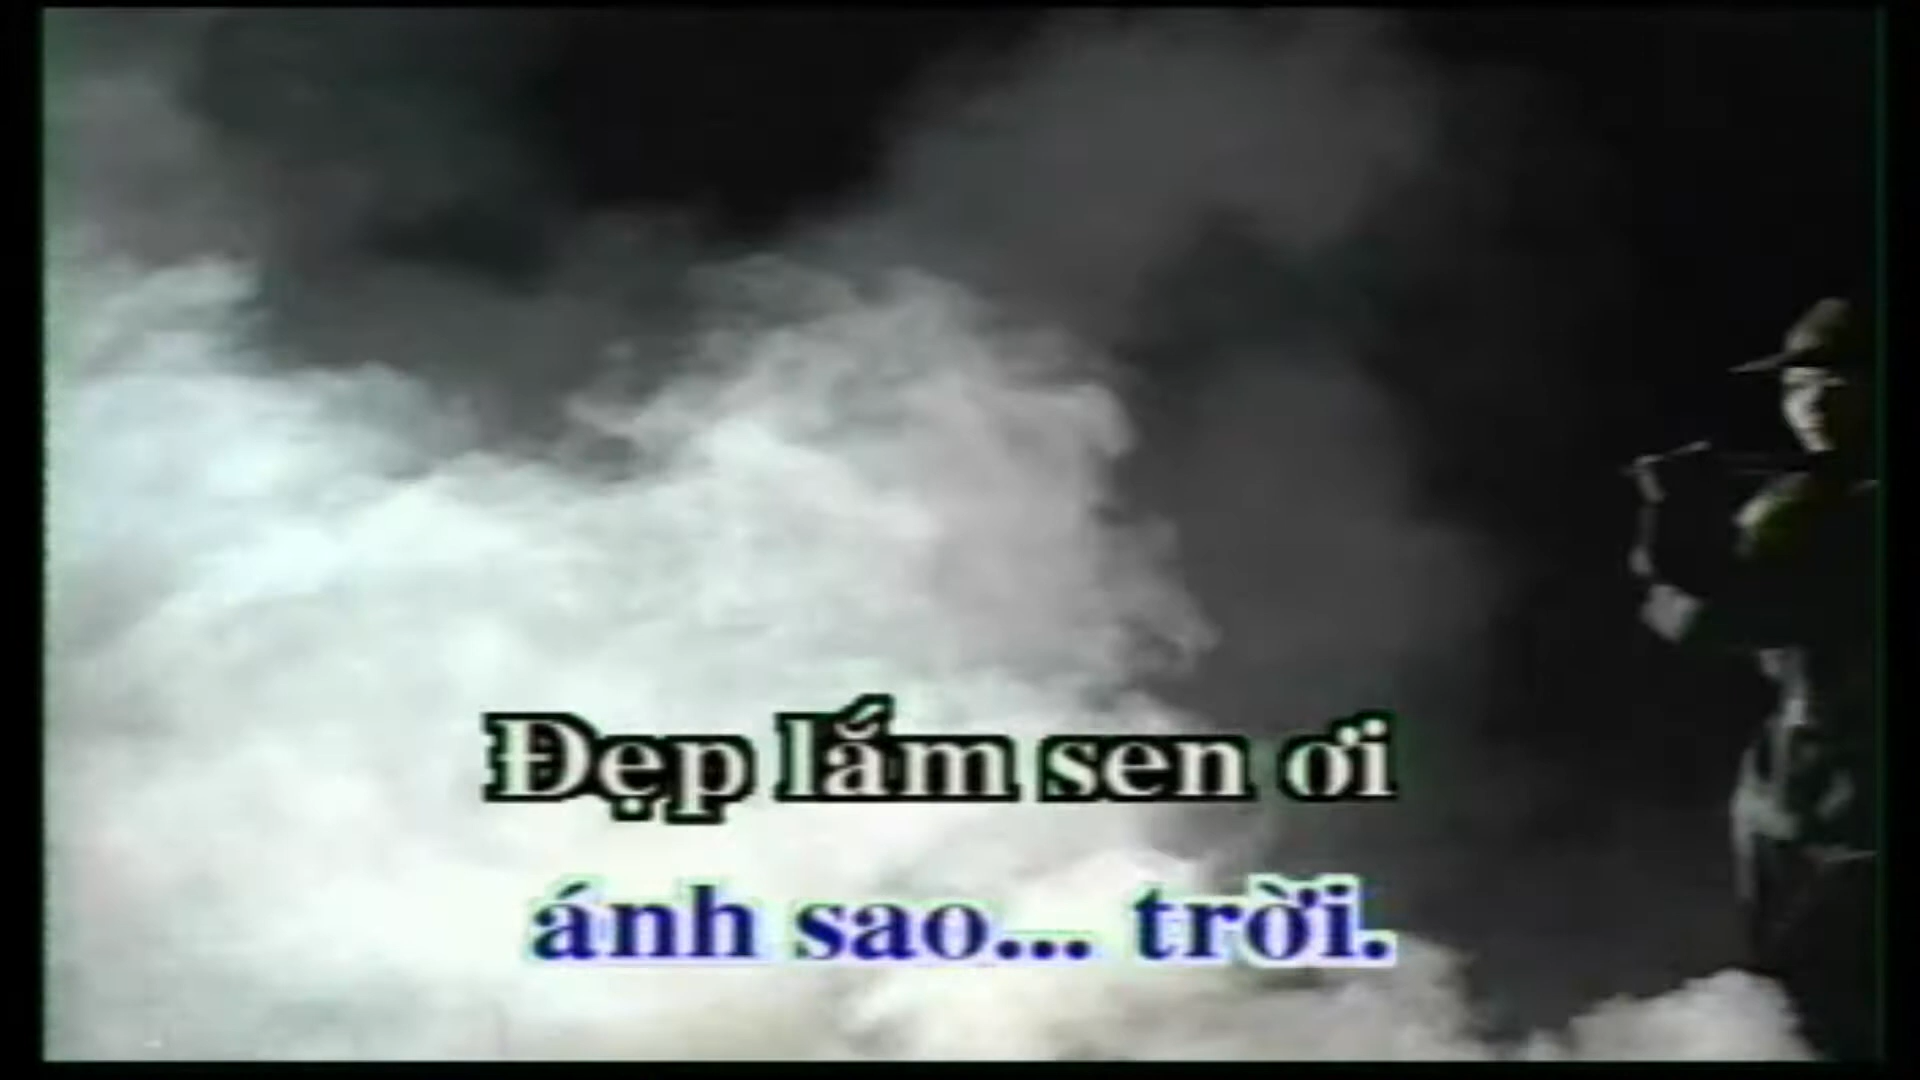 Đẹp lắm sen ơi
ánh sao... trời.